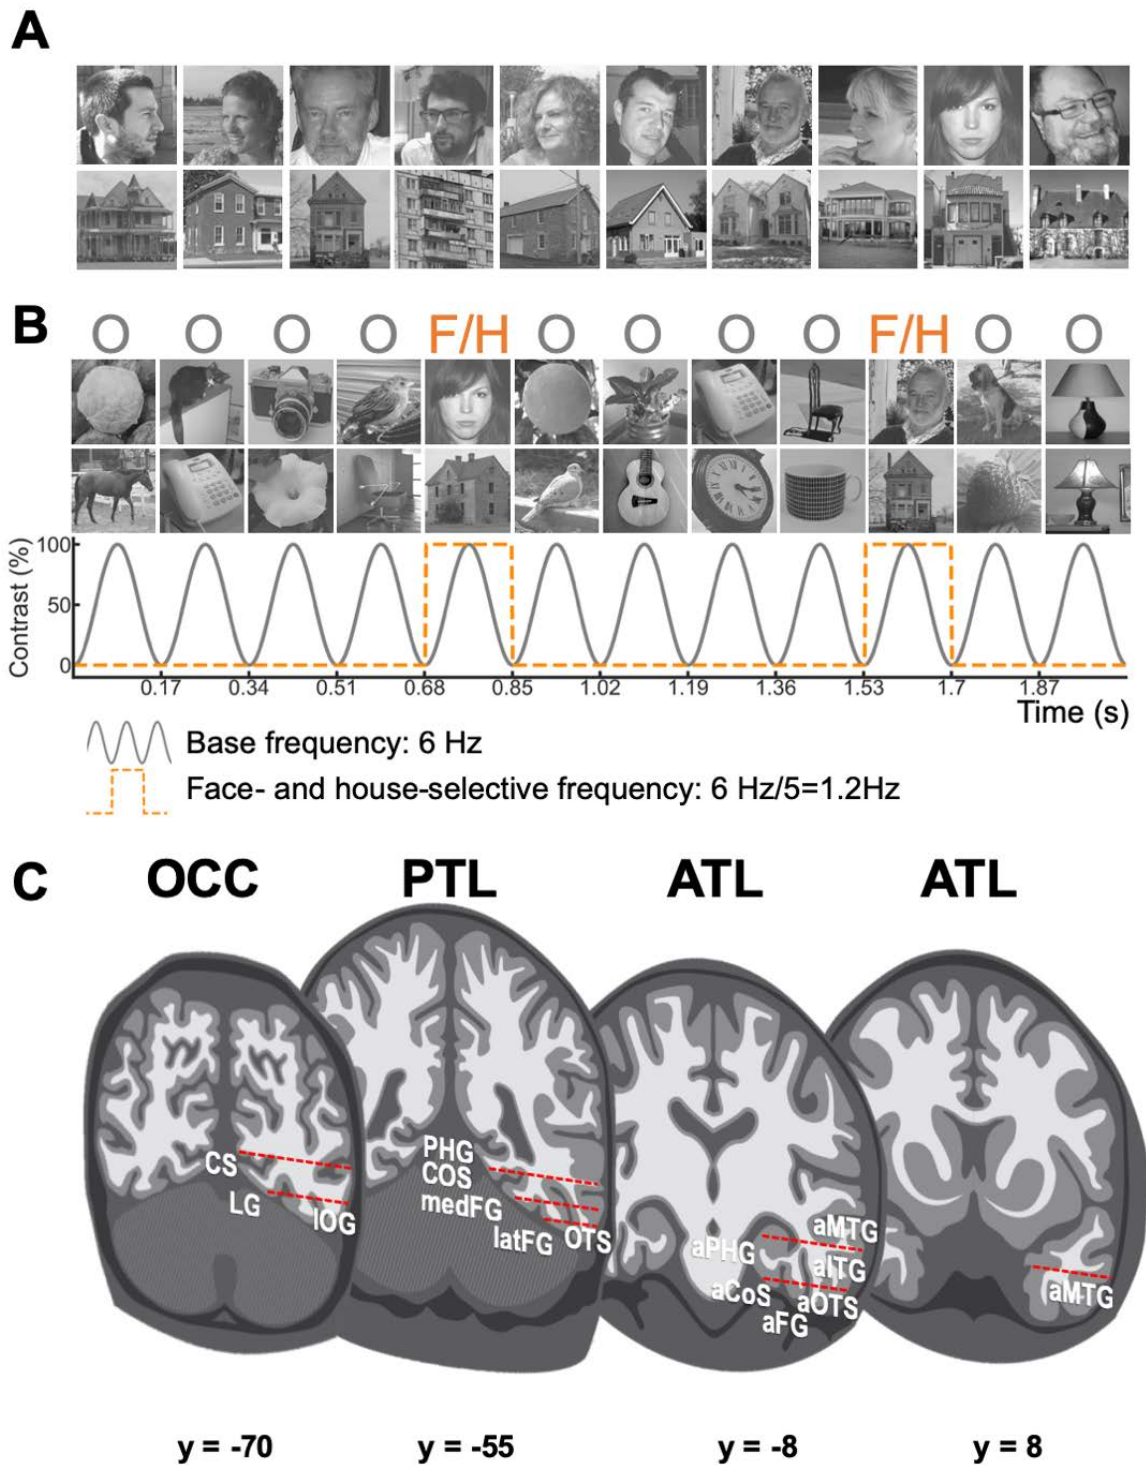 A
B
O O O O F/H O O O O F/H O O
Contrast (%)
100
50
0
0.17 0.34 0.51 0.68 0.85 1.02 1.19 1.36 1.53 1.7 1.87
Time (s)
Base frequency: 6 Hz
Face- and house-selective frequency: 6 Hz/5=1.2Hz
C
OCC PTL ATL ATL
CS
LG
IOG
PHG
COS
medFG
latFG
OTS
aPHG
aMTG
aITG
aCoS
aOTS
aFG
aMTG
y = -70 y = -55 y = -8 y = 8